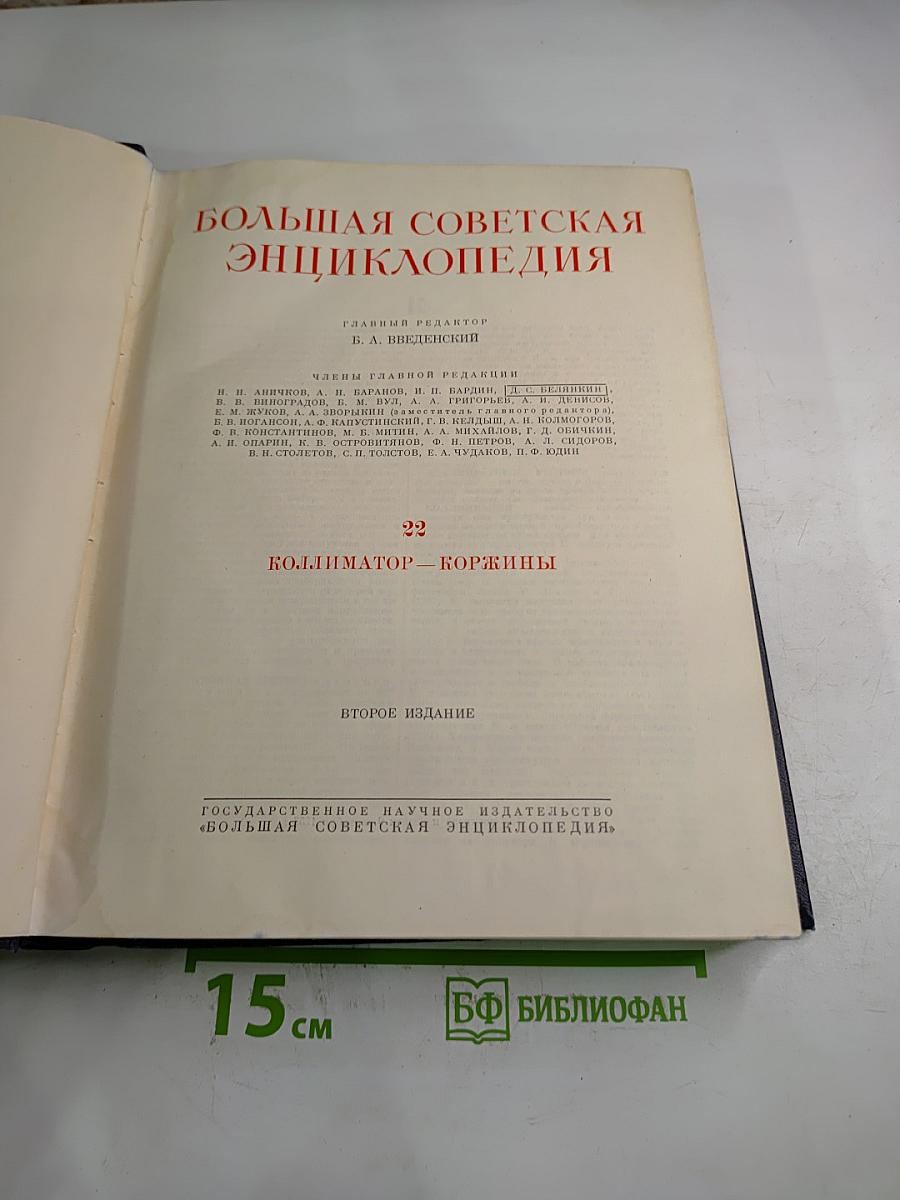 БОЛЬШАЯ СОВЕТСКАЯ
ЭНЦИКЛОПЕДИЯ
ГЛАВНЫЙ РЕДАКТОР
Б. А. ВВЕДЕНСКИЙ
ЧЛЕНЫ ГЛАВНОЙ РЕДАКЦИИ
Н. Н. АНИЧКОВ, А. Н. БАРАНОВ, И. П. БАРДИН, Д. С. БЕЛЯНКИН,
В. В. ВИНОГРАДОВ, Б. М. ВУЛ, А. А. ГРИГОРЬЕВ, А. И. ДЕНИСОВ,
Е. М. ЖУКОВ, А. А. ЗВОРЫКИН (заместитель главного редактора),
Б. В. ИОГАНСОН, А. Ф. КАПУСТИНСКИЙ, Г. В. КЕЛДЫШ, А. Н. КОЛМОГОРОВ,
Ф. В. КОНСТАНТИНОВ, М. Б. МИТИН, А. А. МИХАЙЛОВ, Г. Д. ОБИЧКИН,
А. И. ОПАРИН, К. В. ОСТРОВИТЯНОВ, Ф. Н. ПЕТРОВ, А. Л. СИДОРОВ,
В. Н. СТОЛЕТОВ, С. П. ТОЛСТОВ, Е. А. ЧУДАКОВ, П. Ф. ЮДИН
22
КОЛЛИМАТОР — КОРЖИНЫ
ВТОРОЕ ИЗДАНИЕ
ГОСУДАРСТВЕННОЕ НАУЧНОЕ ИЗДАТЕЛЬСТВО
«БОЛЬШАЯ СОВЕТСКАЯ ЭНЦИКЛОПЕДИЯ»
15 см
БФ БИБЛИОФАН